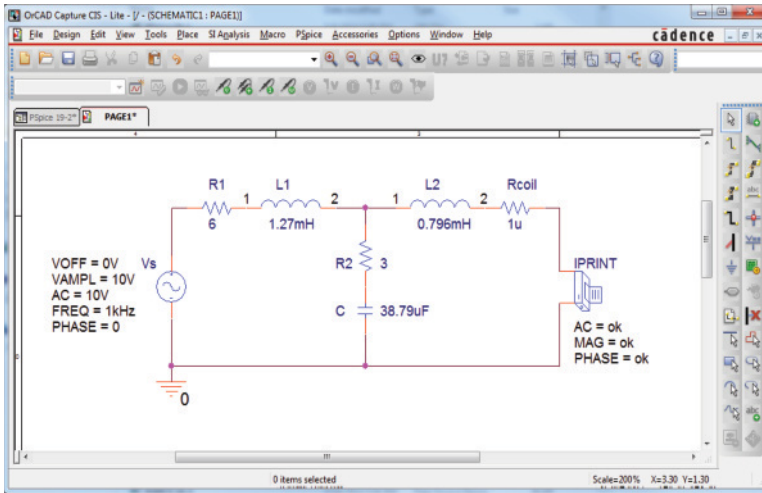 OrCAD Capture CIS - Lite - [/ - (SCHEMATIC1 : PAGE1)]
File Design Edit View Tools Place SI Analysis Macro PSpice Accessories Options Window Help
cādence
PSpice 19-2*
PAGE1*
R1
1
L1
2
1
L2
2
Rcoil
6
1.27mH
0.796mH
1u
VOFF = 0V
VAMPL = 10V
AC = 10V
FREQ = 1kHz
PHASE = 0
Vs
R2
3
C
38.79uF
IPRINT
AC = ok
MAG = ok
PHASE = ok
0
0 items selected
Scale=200% X=3.30 Y=1.30